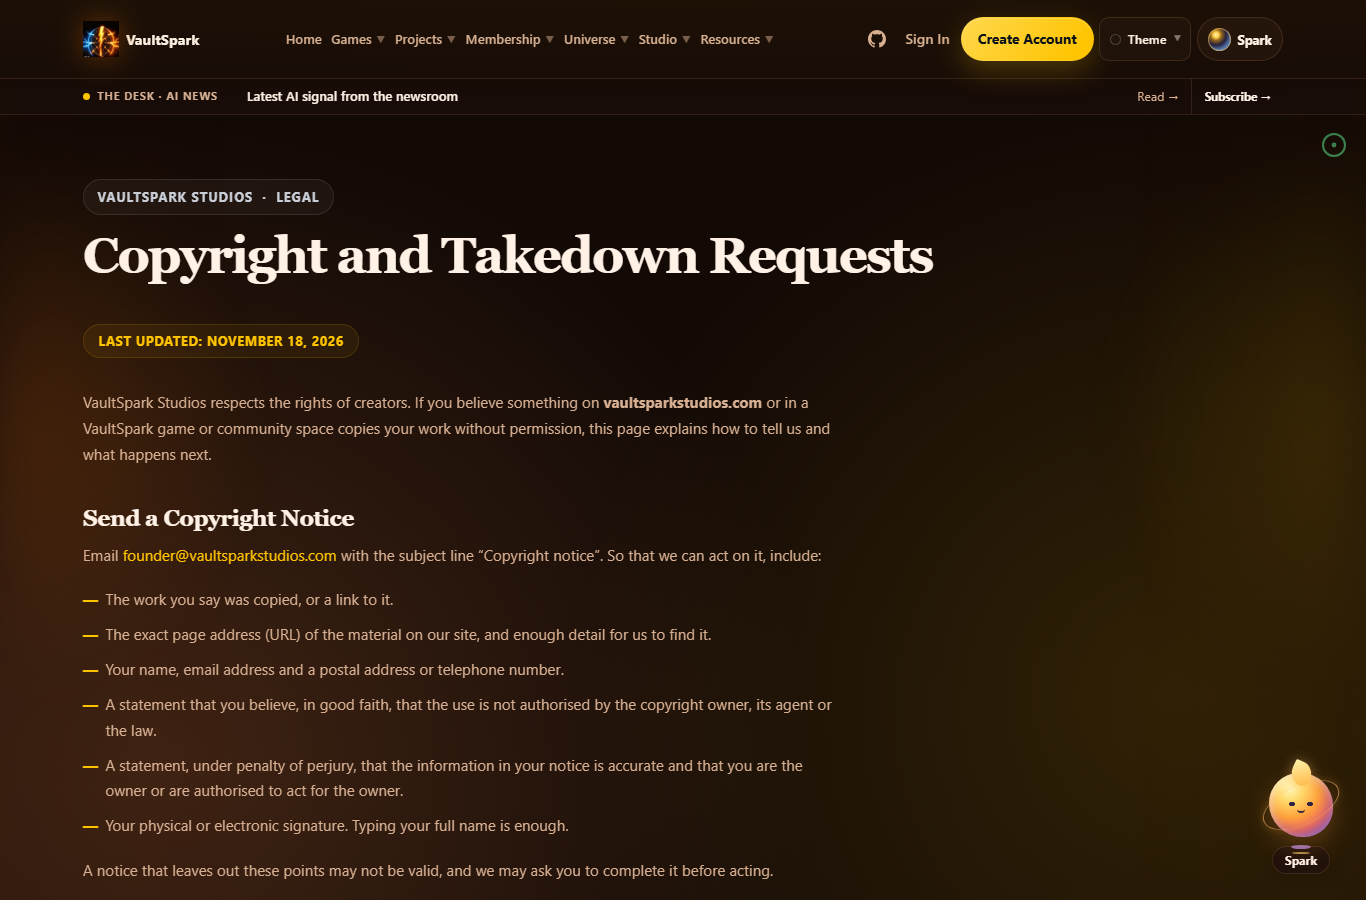 VaultSpark
Home Games Projects Membership Universe Studio Resources Sign In Create Account Theme Spark
THE DESK · AI NEWS Latest AI signal from the newsroom Read → Subscribe →
VAULTSPARK STUDIOS · LEGAL
Copyright and Takedown Requests
LAST UPDATED: NOVEMBER 18, 2026
VaultSpark Studios respects the rights of creators. If you believe something on vaultsparkstudios.com or in a
VaultSpark game or community space copies your work without permission, this page explains how to tell us and
what happens next.
Send a Copyright Notice
Email founder@vaultsparkstudios.com with the subject line “Copyright notice”. So that we can act on it, include:
— The work you say was copied, or a link to it.
— The exact page address (URL) of the material on our site, and enough detail for us to find it.
— Your name, email address and a postal address or telephone number.
— A statement that you believe, in good faith, that the use is not authorised by the copyright owner, its agent or
the law.
— A statement, under penalty of perjury, that the information in your notice is accurate and that you are the
owner or are authorised to act for the owner.
— Your physical or electronic signature. Typing your full name is enough.
Spark
A notice that leaves out these points may not be valid, and we may ask you to complete it before acting.